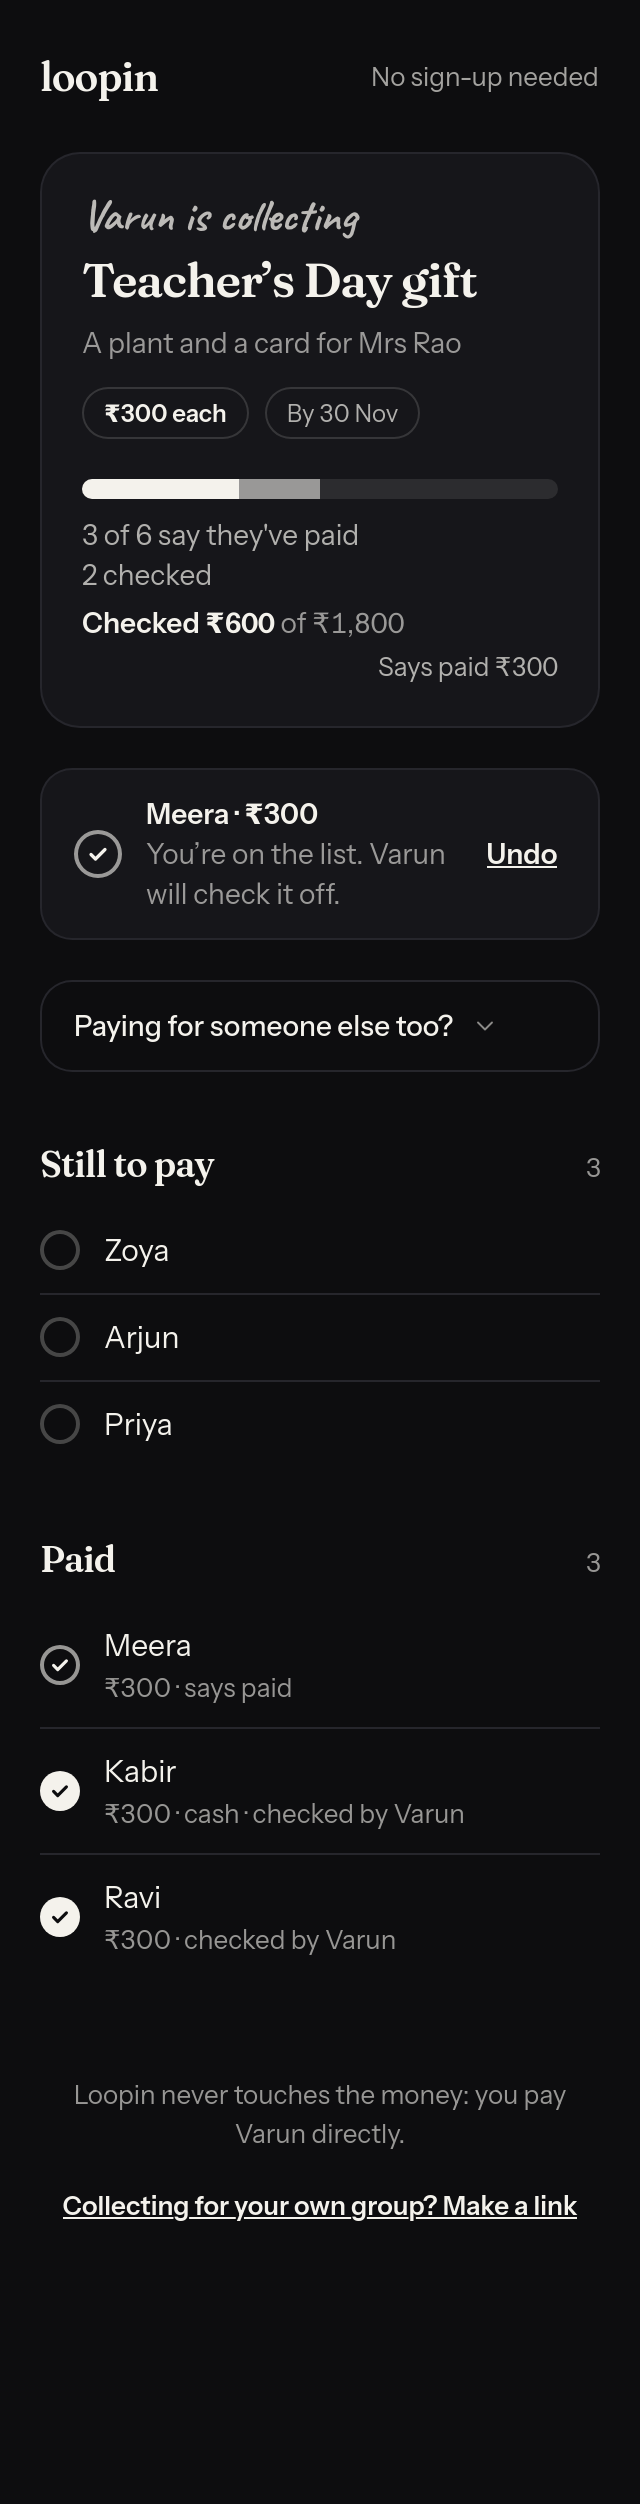 loopin
No sign-up needed
Varun is collecting
Teacher’s Day gift
A plant and a card for Mrs Rao
₹300 each
By 30 Nov
3 of 6 say they've paid
2 checked
Checked ₹600 of ₹1,800
Says paid ₹300
Meera · ₹300
You’re on the list. Varun
will check it off.
Undo
Paying for someone else too?
Still to pay
3
Zoya
Arjun
Priya
Paid
3
Meera
₹300 · says paid
Kabir
₹300 · cash · checked by Varun
Ravi
₹300 · checked by Varun
Loopin never touches the money: you pay
Varun directly.
Collecting for your own group? Make a link